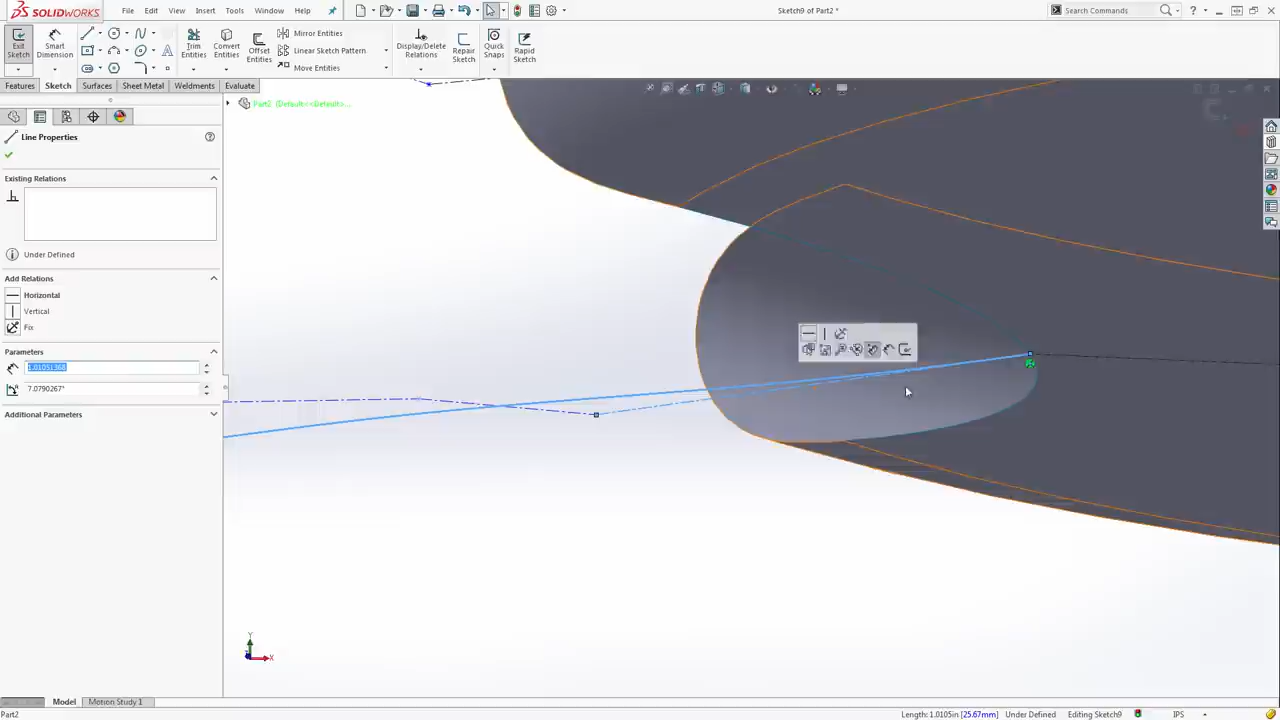 SOLIDWORKS
File Edit View Insert Tools Window Help
Sketch9 of Part2 *
Search Commands
Exit Sketch
Smart Dimension
Trim Entities
Convert Entities
Offset Entities
Mirror Entities
Linear Sketch Pattern
Move Entities
Display/Delete Relations
Repair Sketch
Quick Snaps
Rapid Sketch
Features Sketch Surfaces Sheet Metal Weldments Evaluate
Part2 (Default<<Default>...
Line Properties
Existing Relations
Under Defined
Add Relations
Horizontal
Vertical
Fix
Parameters
7.0790267°
Additional Parameters
Y
X
Model Motion Study 1
Part2
Length: 1.0105in [25.67mm] Under Defined Editing Sketch9 IPS